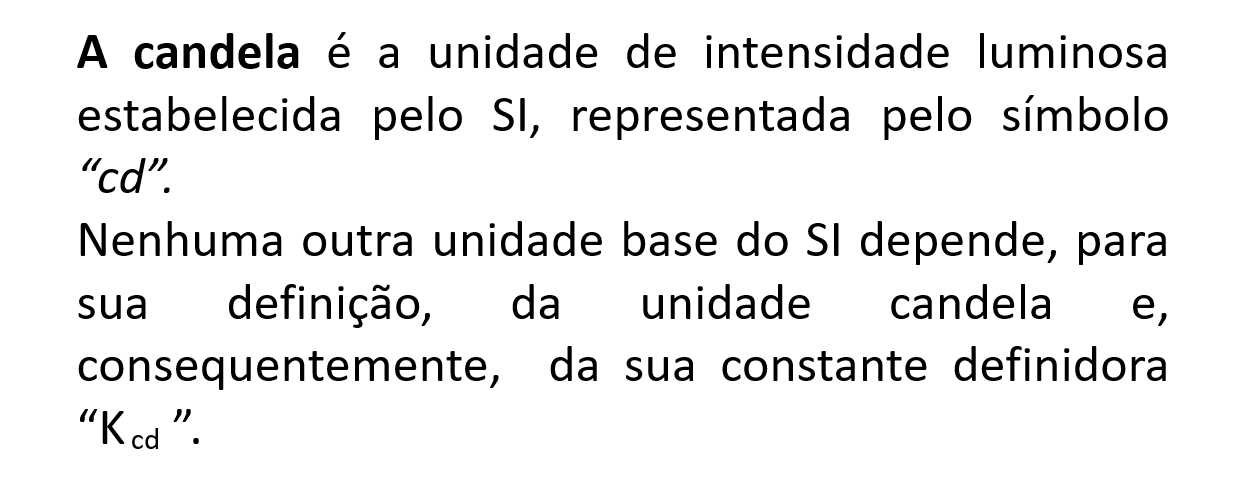 A candela é a unidade de intensidade luminosa
estabelecida pelo SI, representada pelo símbolo
“cd”.
Nenhuma outra unidade base do SI depende, para
sua definição, da unidade candela e,
consequentemente, da sua constante definidora
“K cd ”.